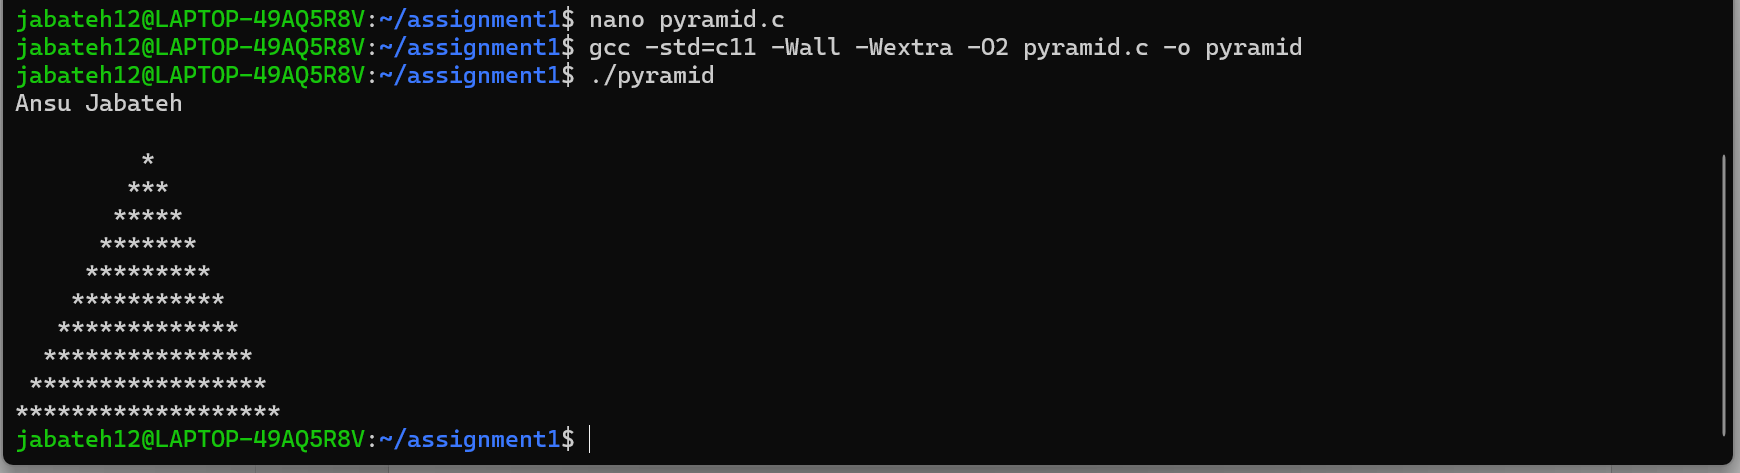 jabateh12@LAPTOP-49AQ5R8V:~/assignment1$ nano pyramid.c
jabateh12@LAPTOP-49AQ5R8V:~/assignment1$ gcc -std=c11 -Wall -Wextra -O2 pyramid.c -o pyramid
jabateh12@LAPTOP-49AQ5R8V:~/assignment1$ ./pyramid
Ansu Jabateh

         *
        ***
       *****
      *******
     *********
    ***********
   *************
  ***************
 *****************
*******************
jabateh12@LAPTOP-49AQ5R8V:~/assignment1$